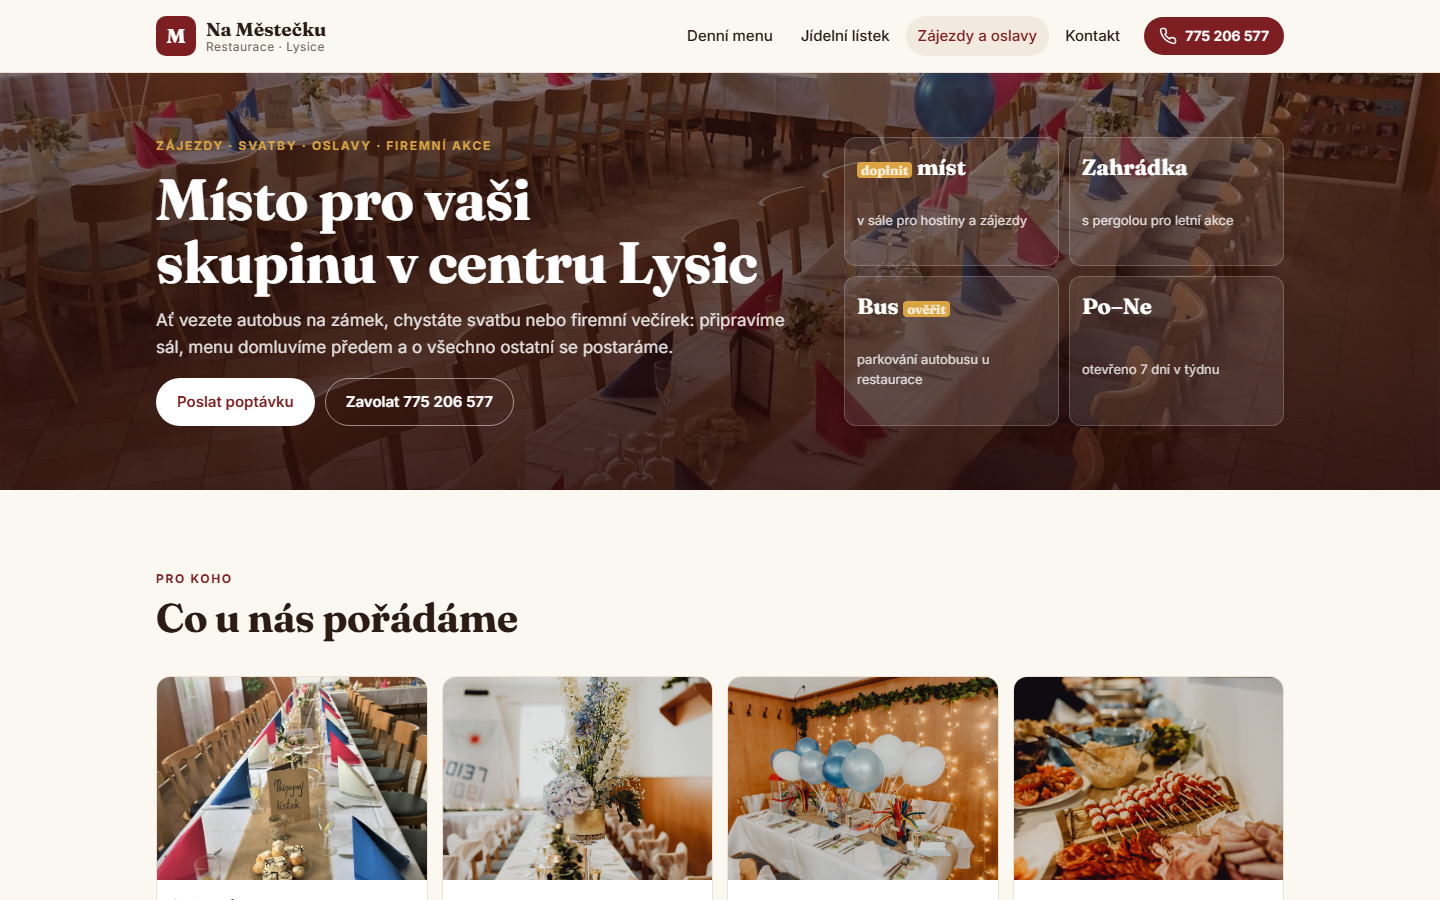 M
Na Městečku
Restaurace · Lysice
Denní menu
Jídelní lístek
Zájezdy a oslavy
Kontakt
775 206 577
ZÁJEZDY · SVATBY · OSLAVY · FIREMNÍ AKCE
Místo pro vaši
skupinu v centru Lysic
Ať vezete autobus na zámek, chystáte svatbu nebo firemní večírek: připravíme
sál, menu domluvíme předem a o všechno ostatní se postaráme.
Poslat poptávku
Zavolat 775 206 577
doplnit míst
v sále pro hostiny a zájezdy
Zahrádka
s pergolou pro letní akce
Bus ověřit
parkování autobusu u
restaurace
Po–Ne
otevřeno 7 dní v týdnu
PRO KOHO
Co u nás pořádáme
Nápojový
lístek